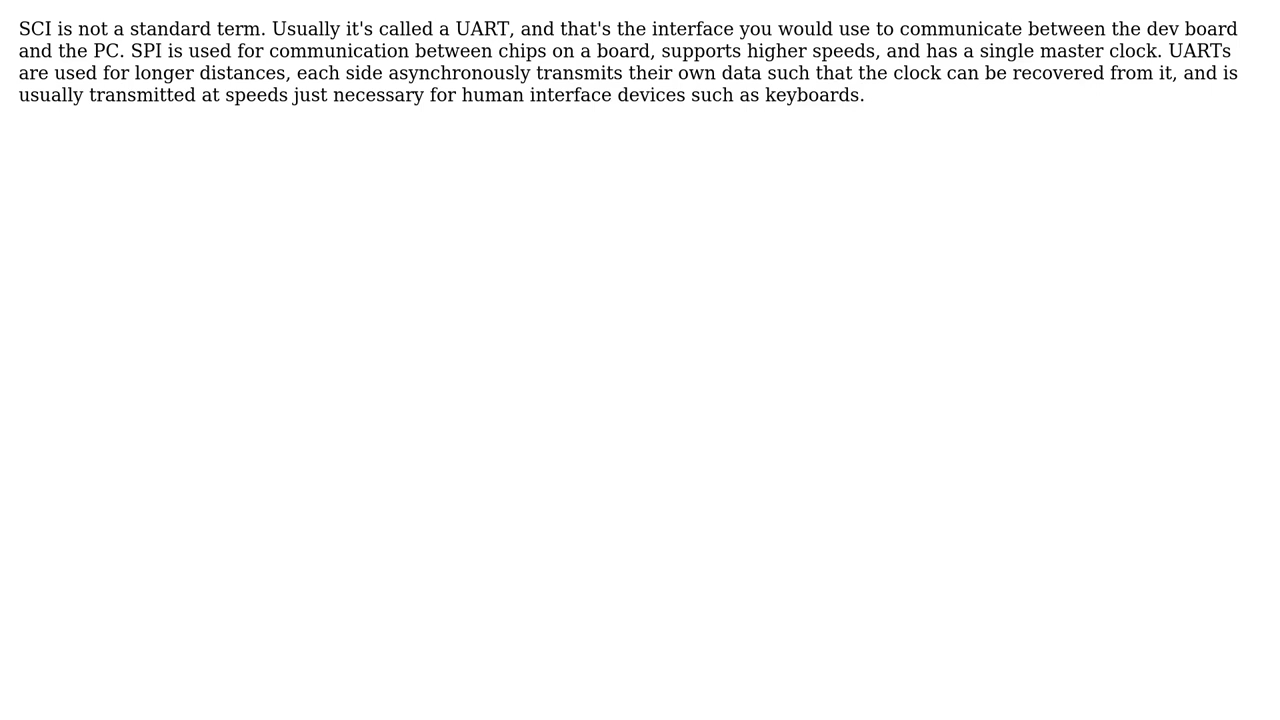 SCI is not a standard term. Usually it's called a UART, and that's the interface you would use to communicate between the dev board
and the PC. SPI is used for communication between chips on a board, supports higher speeds, and has a single master clock. UARTs
are used for longer distances, each side asynchronously transmits their own data such that the clock can be recovered from it, and is
usually transmitted at speeds just necessary for human interface devices such as keyboards.